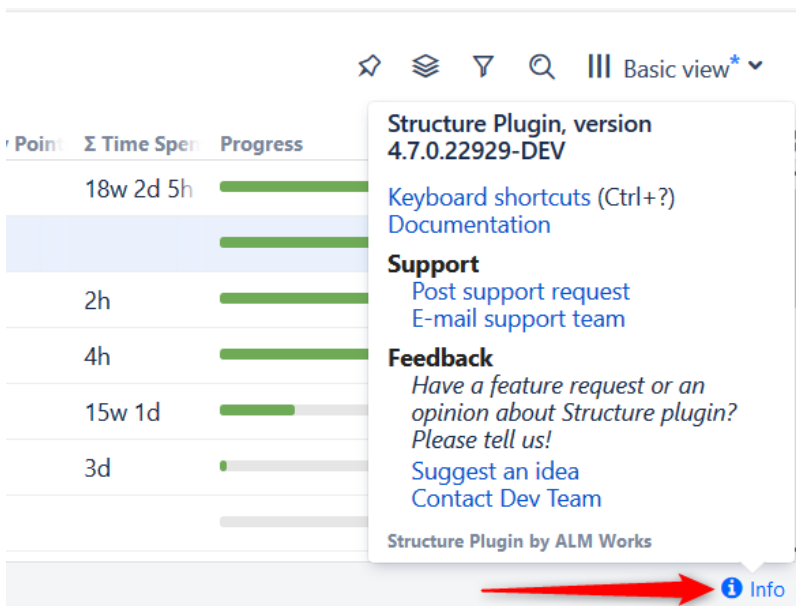 Basic view*
Structure Plugin, version
4.7.0.22929-DEV
Point
Σ Time Spen
Progress
Keyboard shortcuts (Ctrl+?)
Documentation
Support
Post support request
E-mail support team
Feedback
Have a feature request or an
opinion about Structure plugin?
Please tell us!
Suggest an idea
Contact Dev Team
Structure Plugin by ALM Works
18w 2d 5h
2h
4h
15w 1d
3d
Info